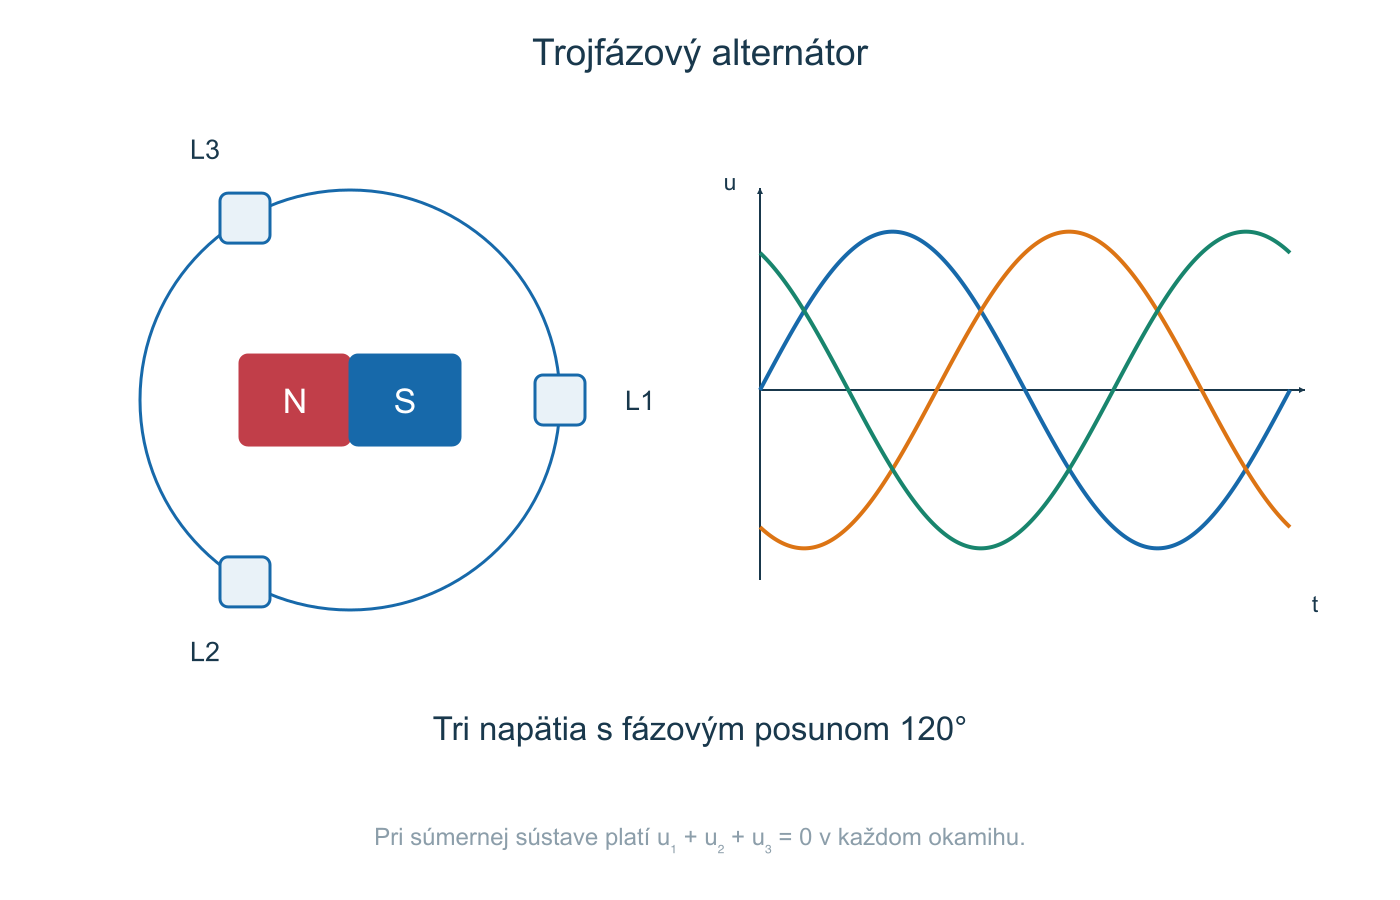 Trojfázový alternátor
L3
u
N
S
L1
t
L2
Tri napätia s fázovým posunom 120°
Pri súmernej sústave platí u₁ + u₂ + u₃ = 0 v každom okamihu.